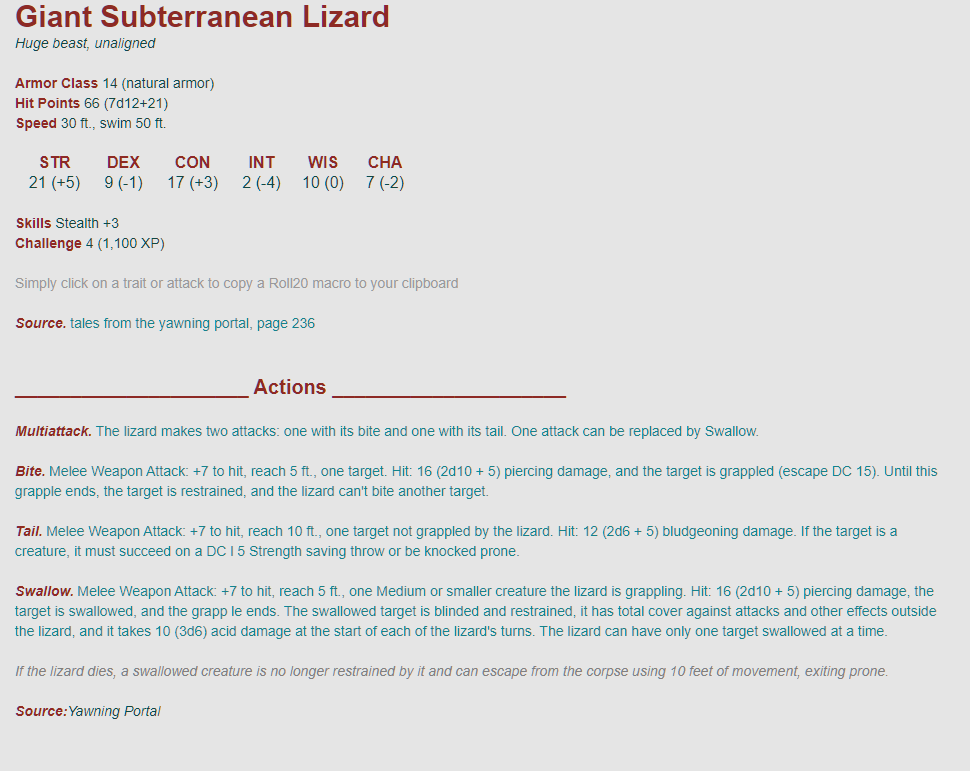 Giant Subterranean Lizard
Huge beast, unaligned
Armor Class 14 (natural armor)
Hit Points 66 (7d12+21)
Speed 30 ft., swim 50 ft.
STR DEX CON INT WIS CHA
21 (+5) 9 (-1) 17 (+3) 2 (-4) 10 (0) 7 (-2)
Skills Stealth +3
Challenge 4 (1,100 XP)
Simply click on a trait or attack to copy a Roll20 macro to your clipboard
Source. tales from the yawning portal, page 236
_____________________ Actions _____________________
Multiattack. The lizard makes two attacks: one with its bite and one with its tail. One attack can be replaced by Swallow.
Bite. Melee Weapon Attack: +7 to hit, reach 5 ft., one target. Hit: 16 (2d10 + 5) piercing damage, and the target is grappled (escape DC 15). Until this
grapple ends, the target is restrained, and the lizard can't bite another target.
Tail. Melee Weapon Attack: +7 to hit, reach 10 ft., one target not grappled by the lizard. Hit: 12 (2d6 + 5) bludgeoning damage. If the target is a
creature, it must succeed on a DC l 5 Strength saving throw or be knocked prone.
Swallow. Melee Weapon Attack: +7 to hit, reach 5 ft., one Medium or smaller creature the lizard is grappling. Hit: 16 (2d10 + 5) piercing damage, the
target is swallowed, and the grapp le ends. The swallowed target is blinded and restrained, it has total cover against attacks and other effects outside
the lizard, and it takes 10 (3d6) acid damage at the start of each of the lizard's turns. The lizard can have only one target swallowed at a time.
If the lizard dies, a swallowed creature is no longer restrained by it and can escape from the corpse using 10 feet of movement, exiting prone.
Source:Yawning Portal